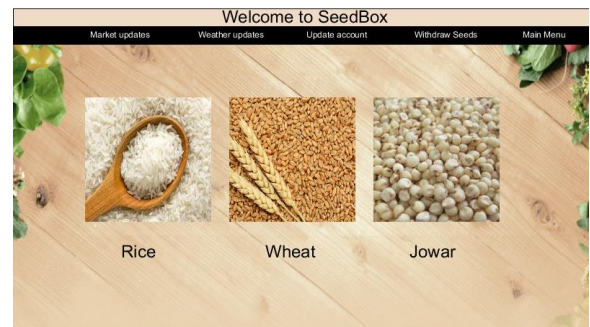 Welcome to SeedBox
Market updates Weather updates Update account Withdraw Seeds Main Menu
Rice Wheat Jowar